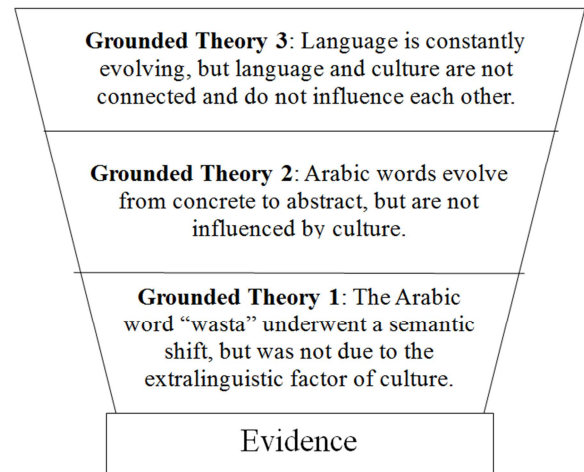 Grounded Theory 3: Language is constantly
evolving, but language and culture are not
connected and do not influence each other.
Grounded Theory 2: Arabic words evolve
from concrete to abstract, but are not
influenced by culture.
Grounded Theory 1: The Arabic
word “wasta” underwent a semantic
shift, but was not due to the
extralinguistic factor of culture.
Evidence